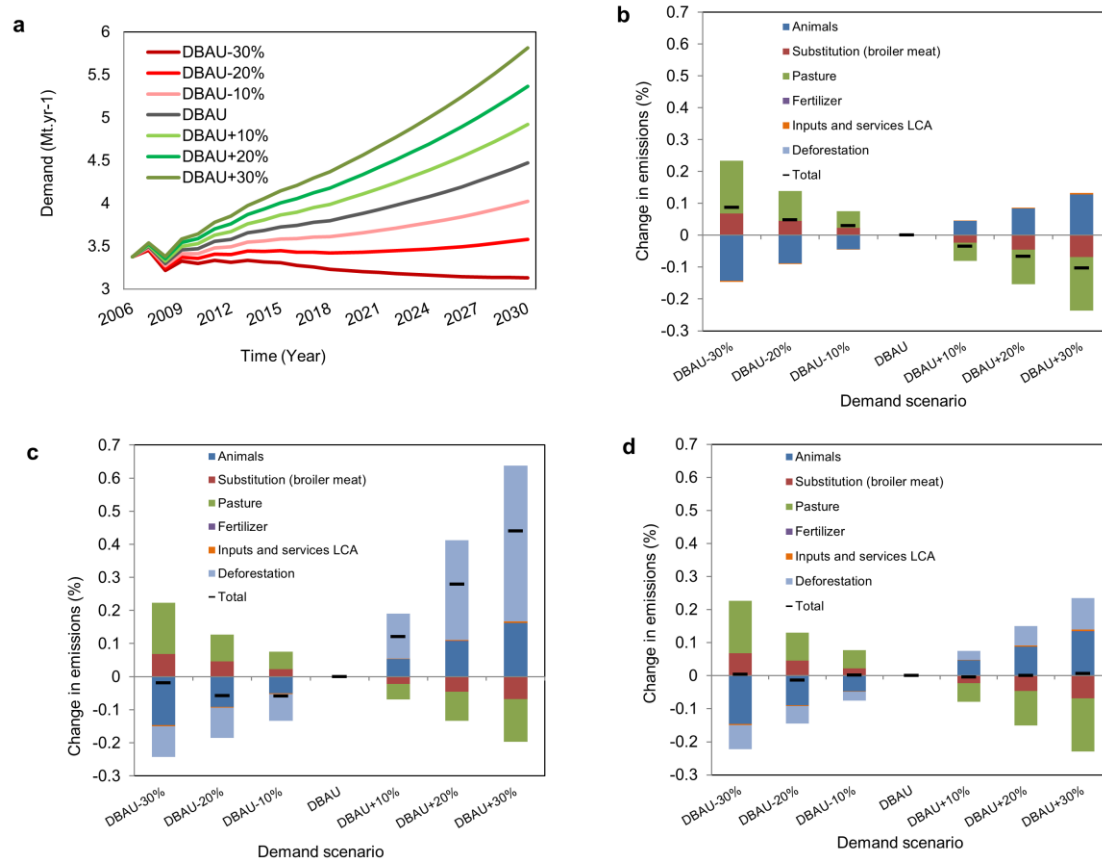 a
Demand (Mt.yr-1)
6
5.5
5
4.5
4
3.5
3
DBAU-30%
DBAU-20%
DBAU-10%
DBAU
DBAU+10%
DBAU+20%
DBAU+30%
2006
2009
2012
2015
2018
2021
2024
2027
2030
Time (Year)
b
Change in emissions (%)
0.7
0.6
0.5
0.4
0.3
0.2
0.1
0
-0.1
-0.2
-0.3
Animals
Substitution (broiler meat)
Pasture
Fertilizer
Inputs and services LCA
Deforestation
Total
DBAU-30%
DBAU-20%
DBAU-10%
DBAU
DBAU+10%
DBAU+20%
DBAU+30%
Demand scenario
c
Change in emissions (%)
0.7
0.6
0.5
0.4
0.3
0.2
0.1
0
-0.1
-0.2
-0.3
Animals
Substitution (broiler meat)
Pasture
Fertilizer
Inputs and services LCA
Deforestation
Total
DBAU-30%
DBAU-20%
DBAU-10%
DBAU
DBAU+10%
DBAU+20%
DBAU+30%
Demand scenario
d
Change in emissions (%)
0.7
0.6
0.5
0.4
0.3
0.2
0.1
0
-0.1
-0.2
-0.3
Animals
Substitution (broiler meat)
Pasture
Fertilizer
Inputs and services LCA
Deforestation
Total
DBAU-30%
DBAU-20%
DBAU-10%
DBAU
DBAU+10%
DBAU+20%
DBAU+30%
Demand scenario